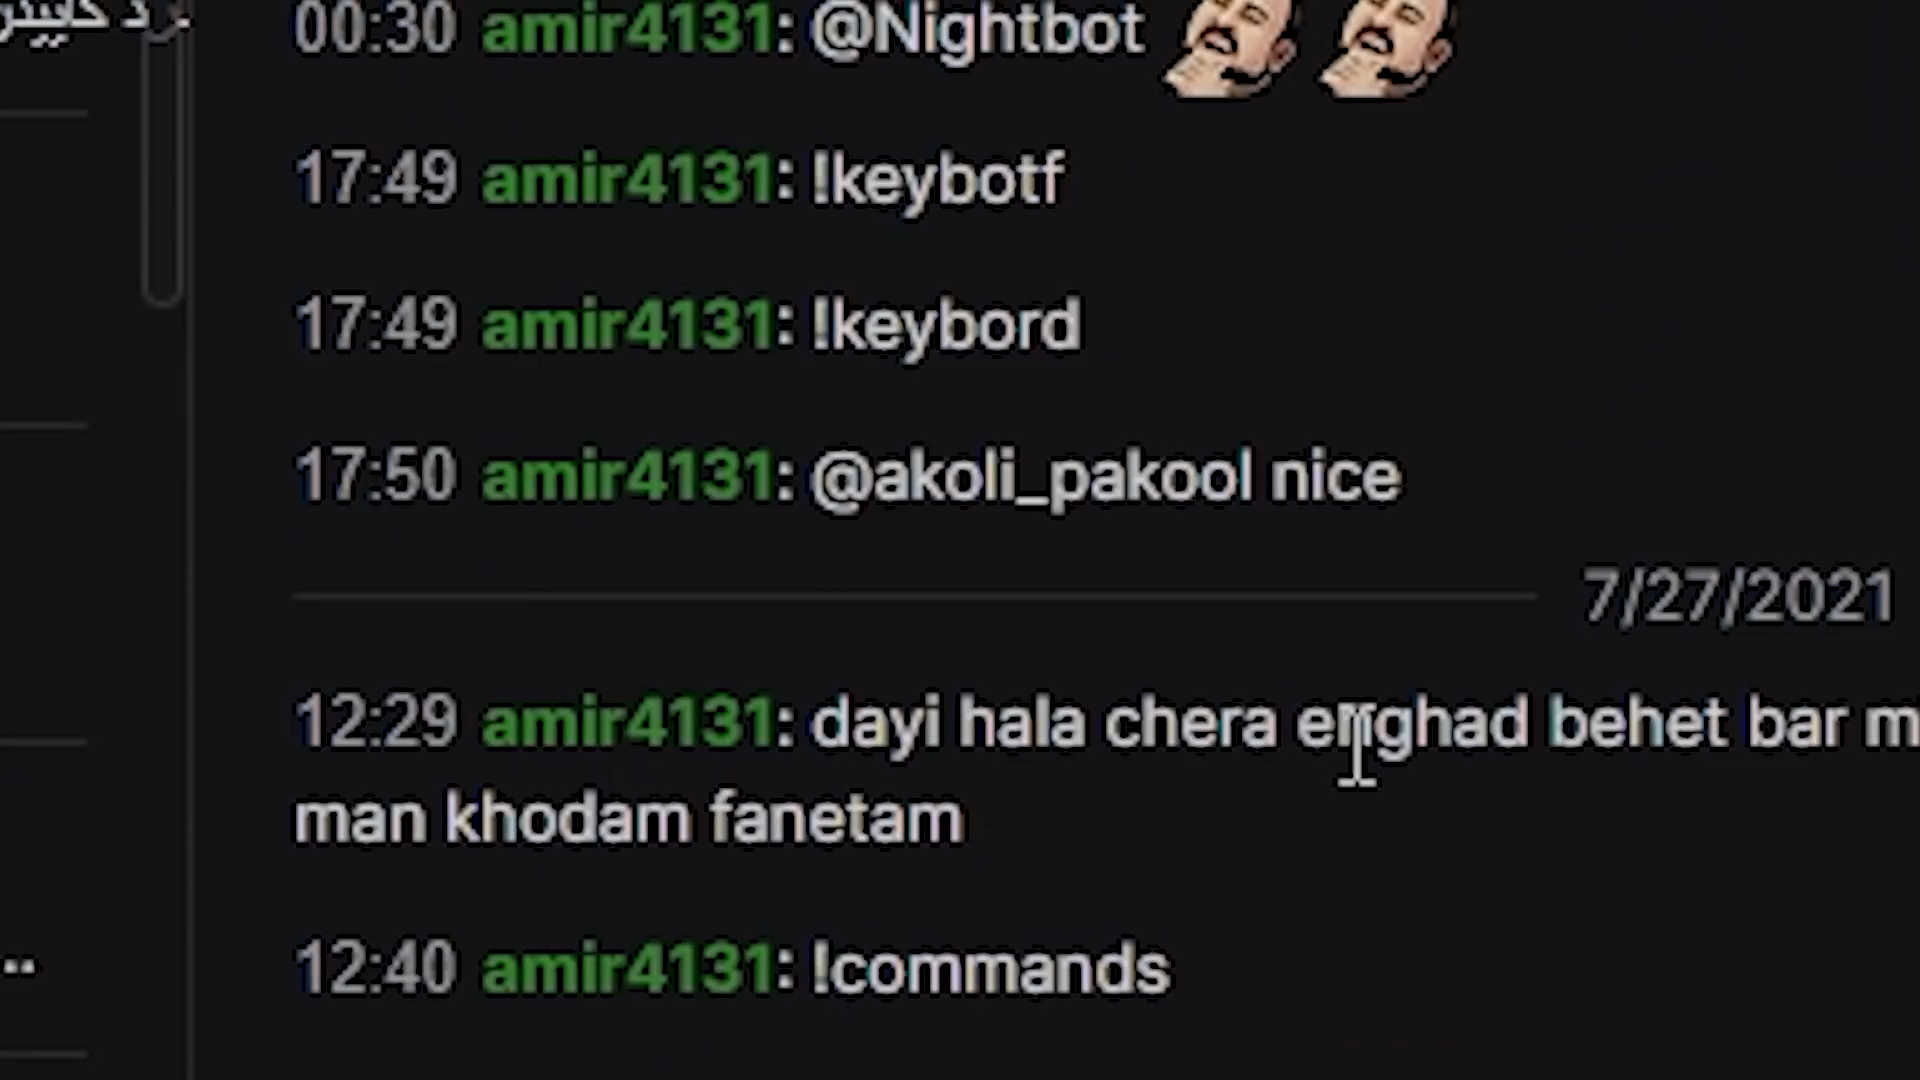 00:30 amir4131: @Nightbot
17:49 amir4131: !keybotf
17:49 amir4131: !keybord
17:50 amir4131: @akoli_pakool nice
7/27/2021
12:29 amir4131: dayi hala chera enghad behet bar m
man khodam fanetam
12:40 amir4131: !commands